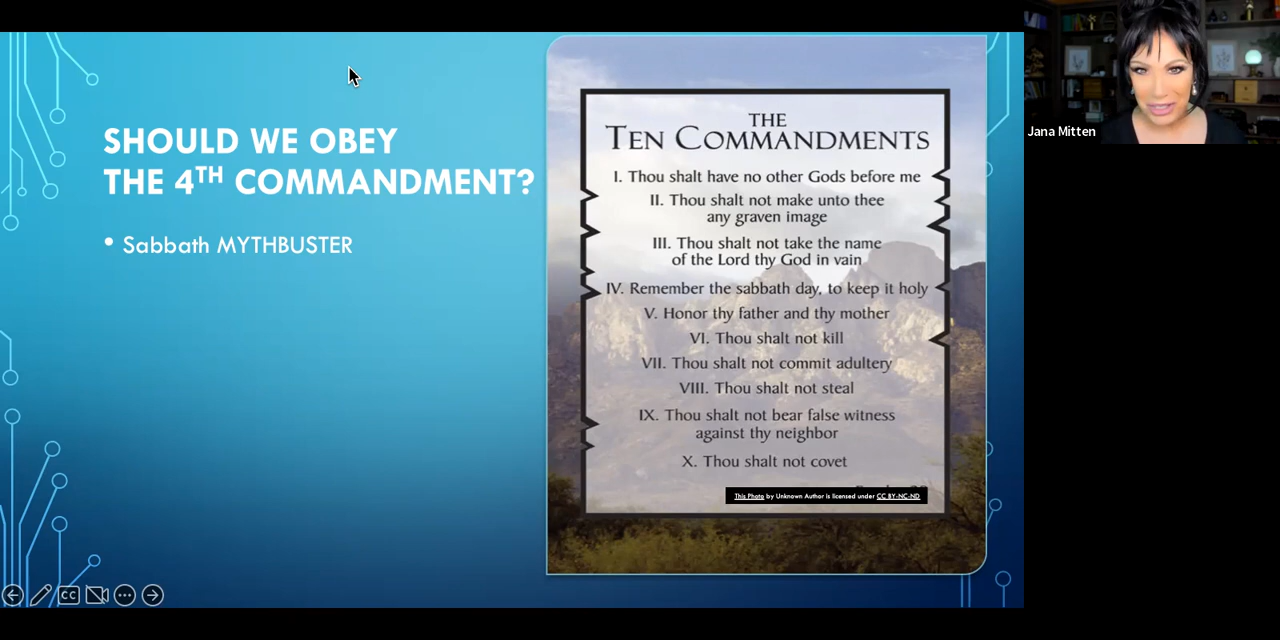 SHOULD WE OBEY
THE 4TH COMMANDMENT?
• Sabbath MYTHBUSTER
THE
TEN COMMANDMENTS
I. Thou shalt have no other Gods before me
II. Thou shalt not make unto thee
any graven image
III. Thou shalt not take the name
of the Lord thy God in vain
IV. Remember the sabbath day, to keep it holy
V. Honor thy father and thy mother
VI. Thou shalt not kill
VII. Thou shalt not commit adultery
VIII. Thou shalt not steal
IX. Thou shalt not bear false witness
against thy neighbor
X. Thou shalt not covet
This Photo by Unknown Author is licensed under CC BY-NC-ND
CC
Jana Mitten